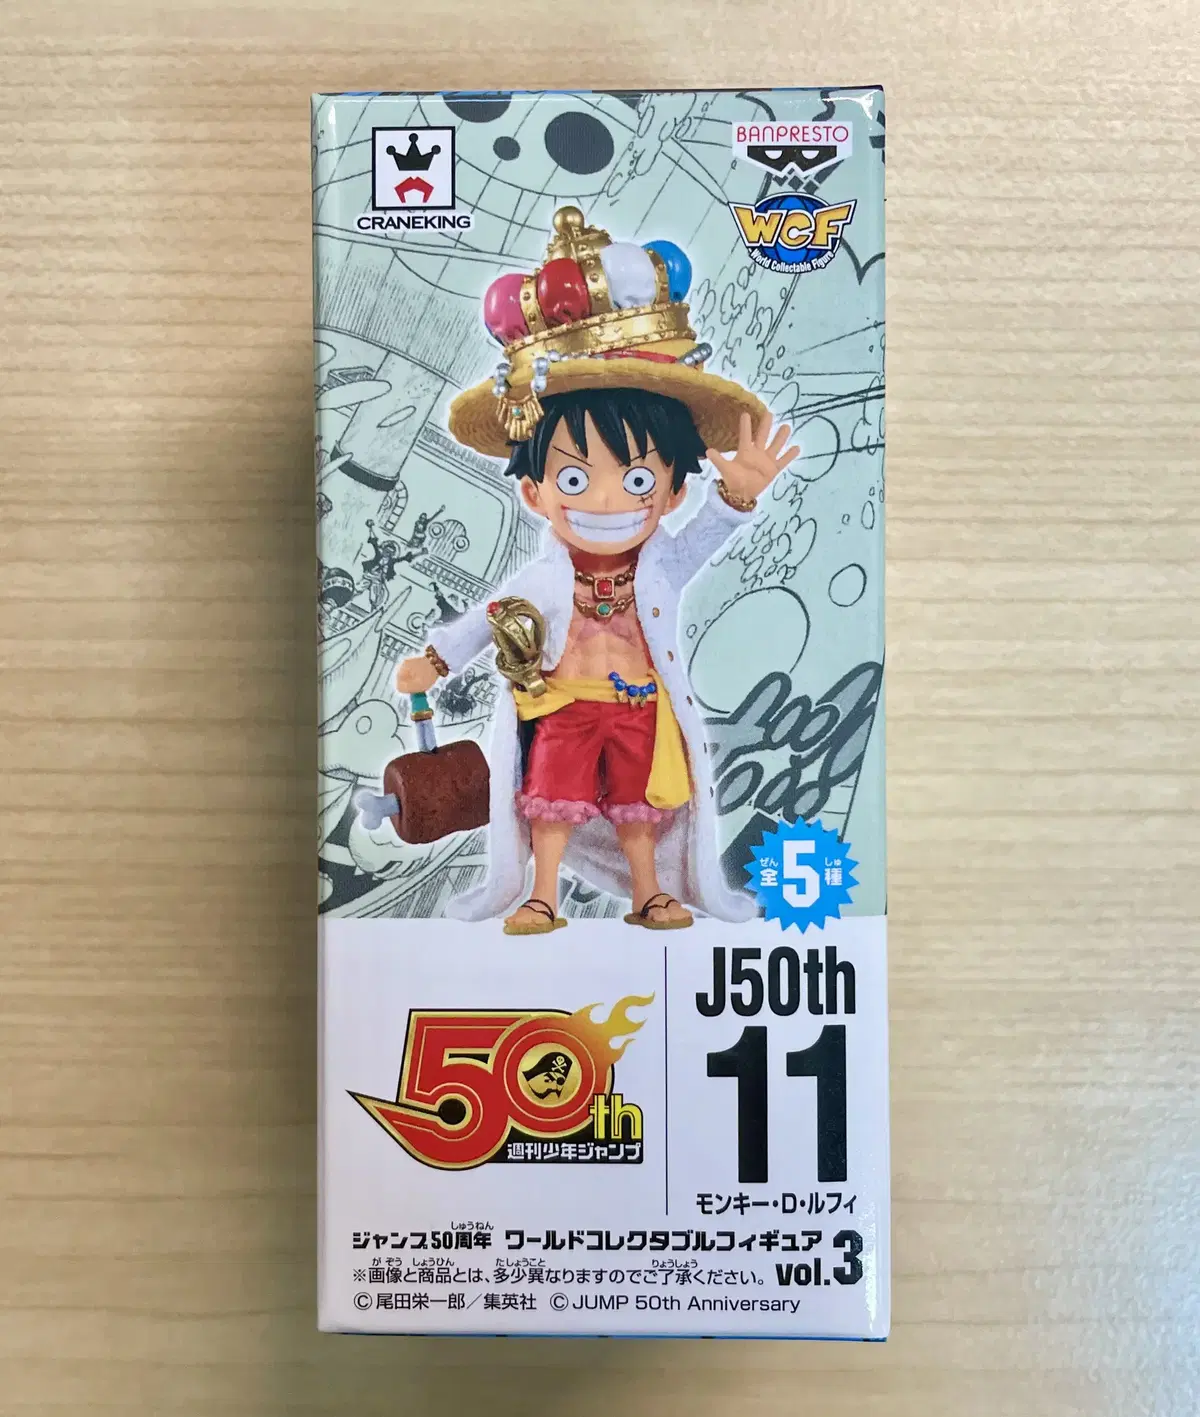 CRANEKING
BANPRESTO
WCF
World Collectable Figure
ぜん しゅ
全5種
J50th
11
モンキー・D・ルフィ
50th
週刊少年ジャンプ
しゅうねん
ジャンプ50周年 ワールドコレクタブルフィギュア vol.3
がぞう しょうひん たしょうこと りょうしょう
※画像と商品とは、多少異なりますのでご了承ください。
©尾田栄一郎/集英社 ©JUMP 50th Anniversary